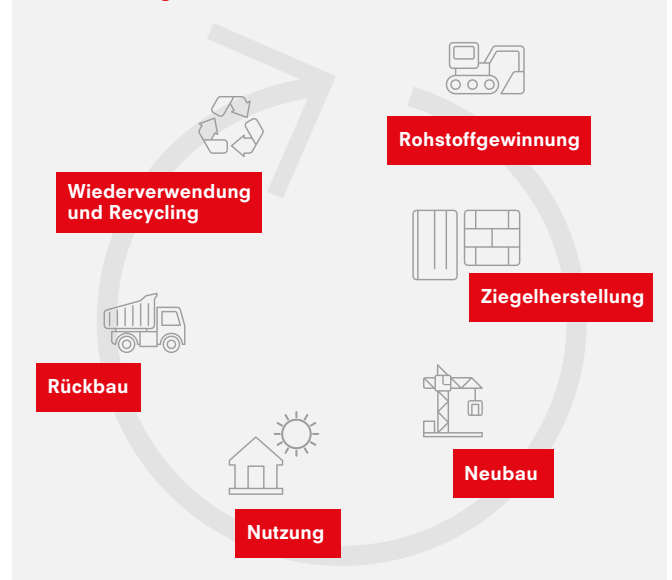 Rohstoffgewinnung
Ziegelherstellung
Neubau
Nutzung
Rückbau
Wiederverwendung
und Recycling